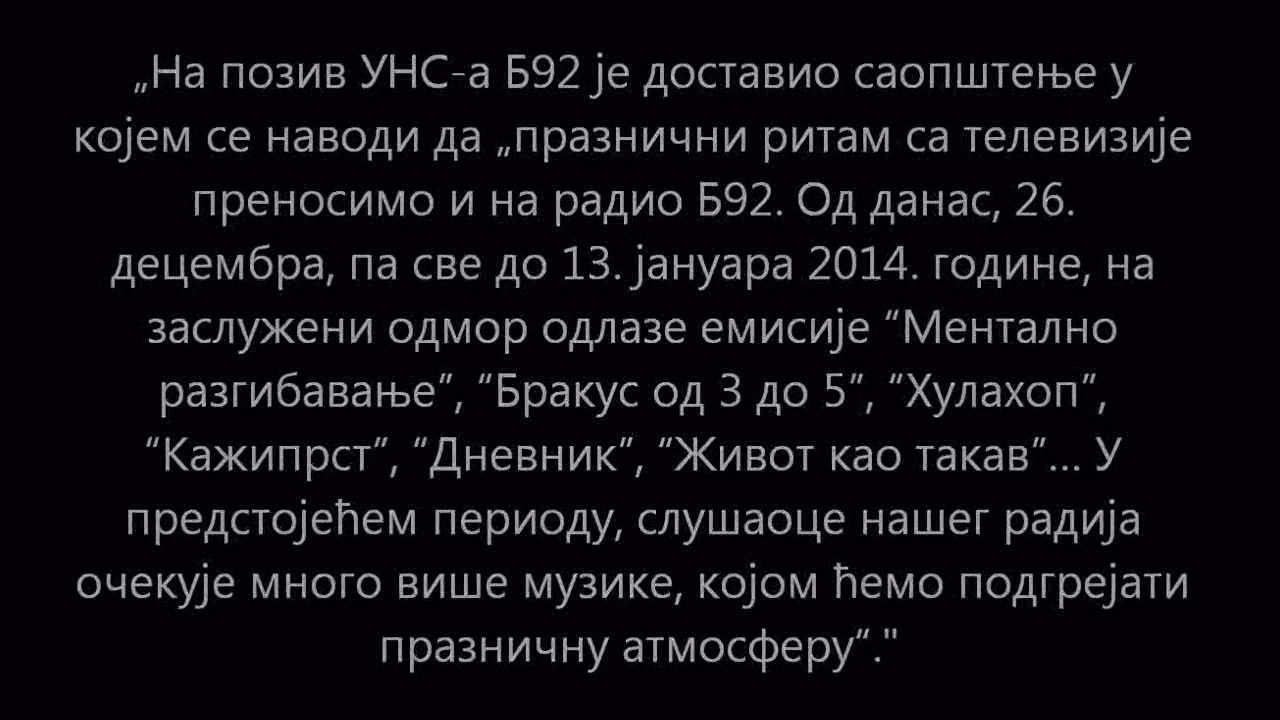 „На позив УНС-а Б92 је доставио саопштење у
којем се наводи да „празнични ритам са телевизије
преносимо и на радио Б92. Од данас, 26.
децембра, па све до 13. јануара 2014. године, на
заслужени одмор одлазе емисије “Ментално
разгибавање”, “Бракус од 3 до 5”, “Хулахоп”,
“Кажипрст”, “Дневник”, “Живот као такав”... У
предстојећем периоду, слушаоце нашег радија
очекује много више музике, којом ћемо подгрејати
празничну атмосферу“."